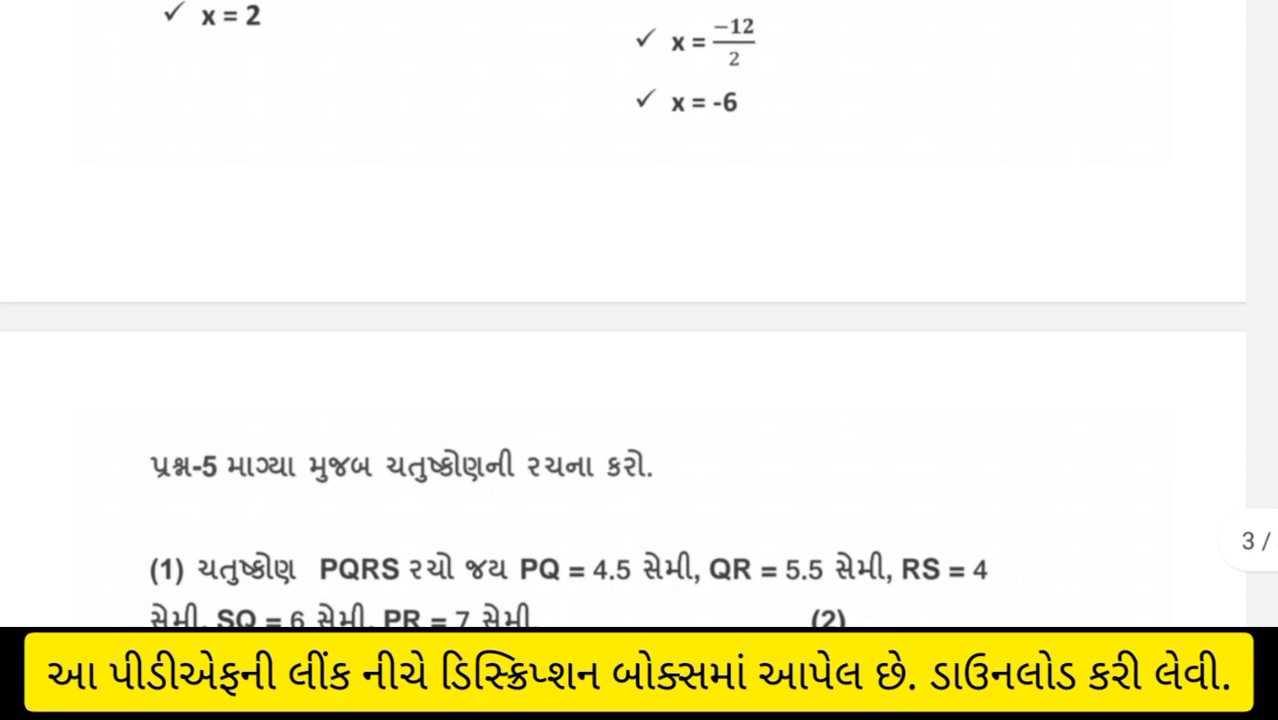 ✓ x = 2
✓ x = −12/2
✓ x = -6
પ્રશ્ન-5 માગ્યા મુજબ ચતુષ્કોણની રચના કરો.
3 /
(1) ચતુષ્કોણ PQRS રચો જય PQ = 4.5 સેમી, QR = 5.5 સેમી, RS = 4
સેમી, SQ = 6 સેમી, PR = 7 સેમી. (2)
આ પીડીએફની લીંક નીચે ડિસ્ક્રિપ્શન બોક્સમાં આપેલ છે. ડાઉનલોડ કરી લેવી.